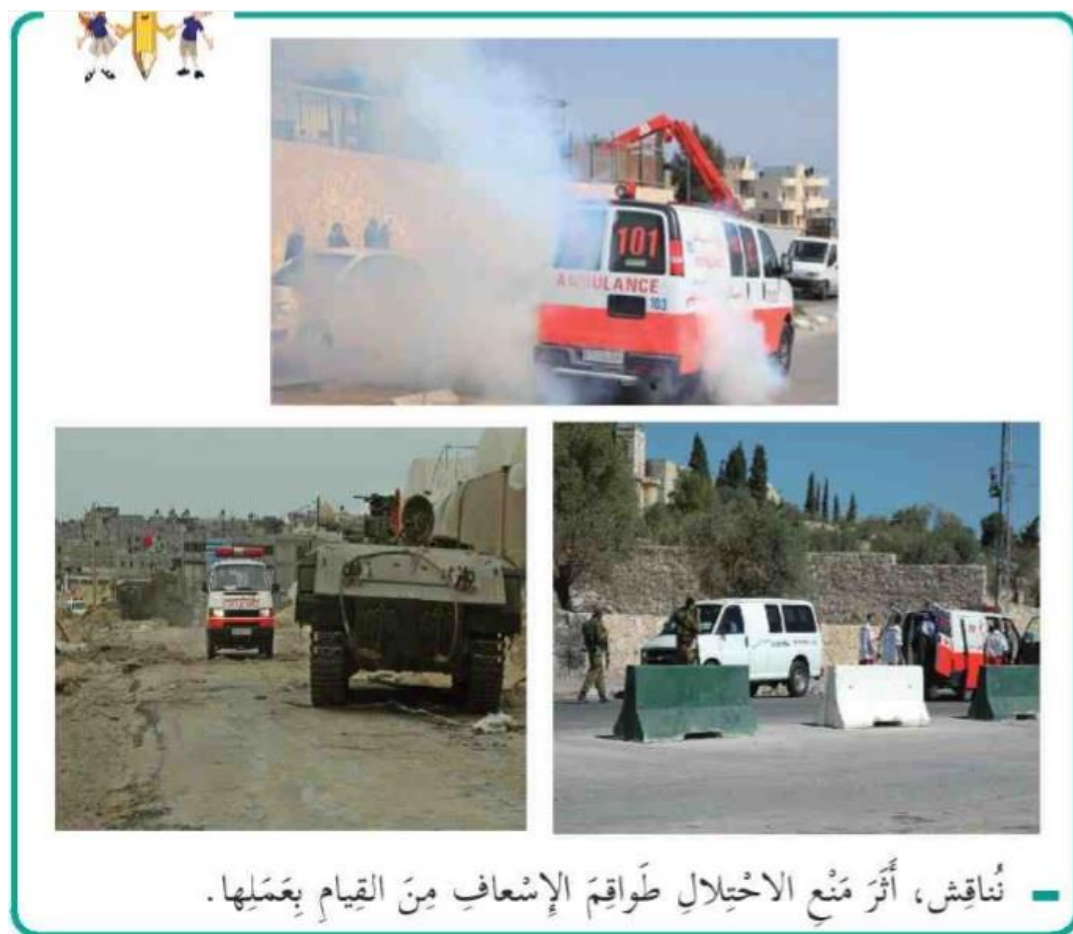 101
AMBULANCE
103
نُناقِش، أَثَرَ مَنْعِ الاحْتِلالِ طَواقِمَ الإِسْعافِ مِنَ القِيامِ بِعَمَلِها.